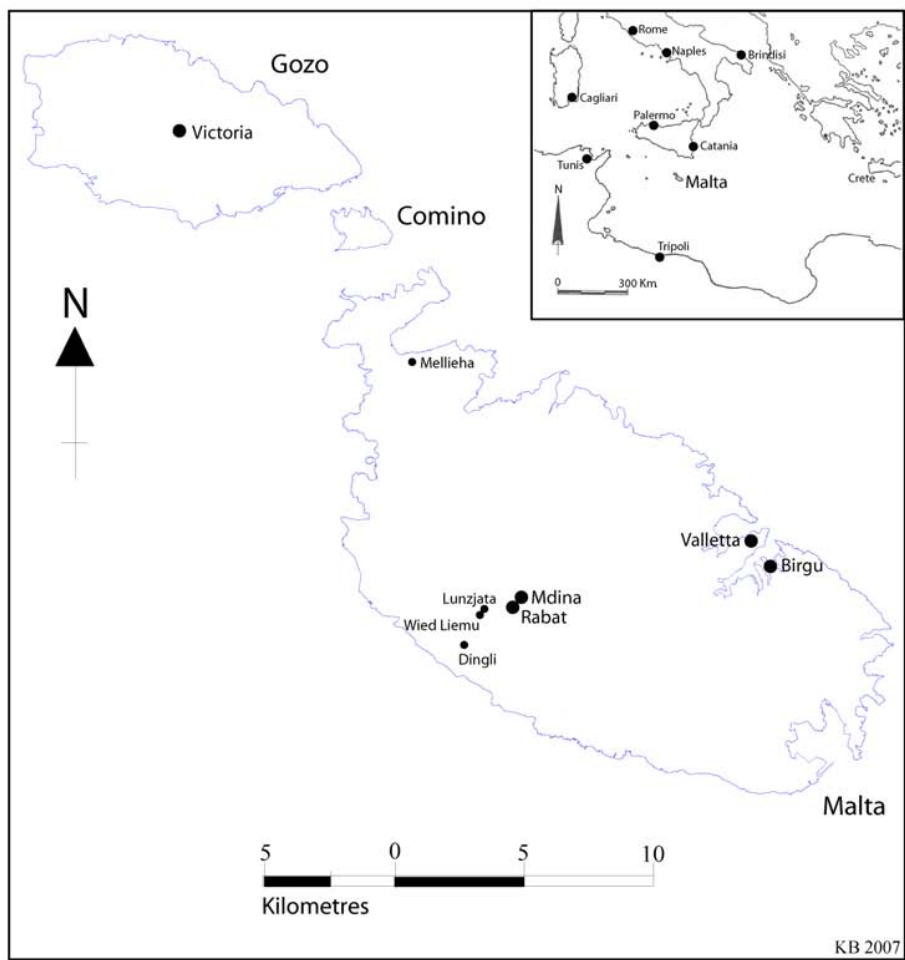 Gozo
Victoria
Comino
N
Mellieha
Valletta
Birgu
Lunzjata
Mdina
Wied Liemu
Rabat
Dingli
Malta
5 0 5 10
Kilometres
KB 2007
Rome
Naples
Brindisi
Cagliari
Palermo
Catania
Tunis
Malta
Crete
N
Tripoli
0 300 Km.